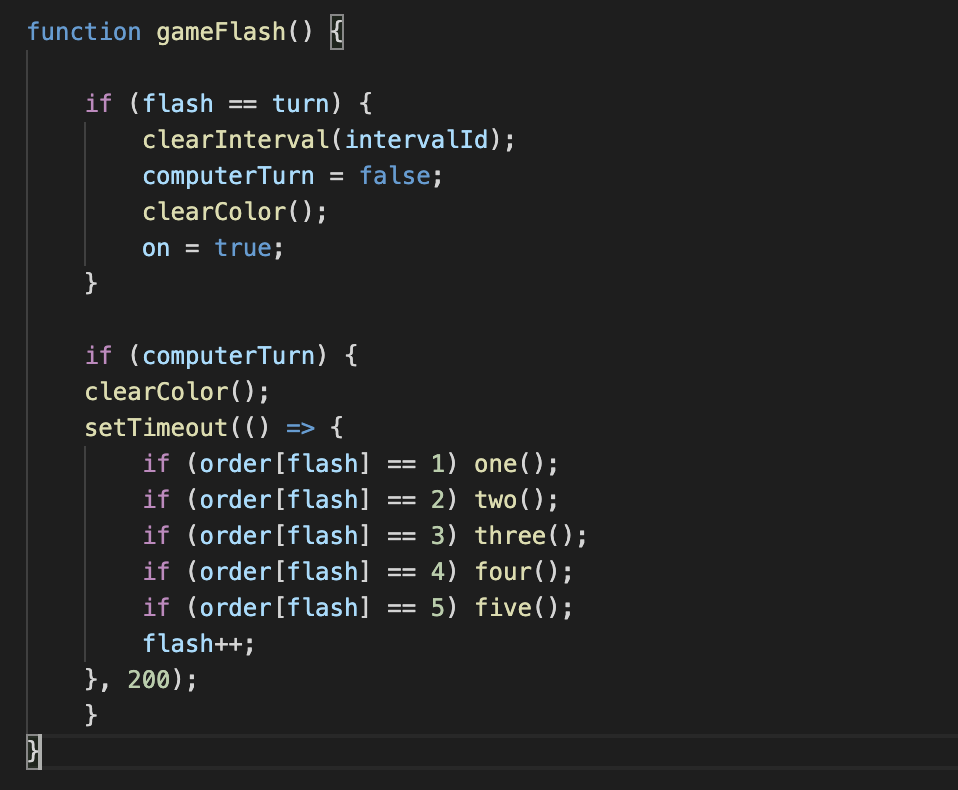 function gameFlash() {
if (flash == turn) {
clearInterval(intervalId);
computerTurn = false;
clearColor();
on = true;
}
if (computerTurn) {
clearColor();
setTimeout(() => {
if (order[flash] == 1) one();
if (order[flash] == 2) two();
if (order[flash] == 3) three();
if (order[flash] == 4) four();
if (order[flash] == 5) five();
flash++;
}, 200);
}
}